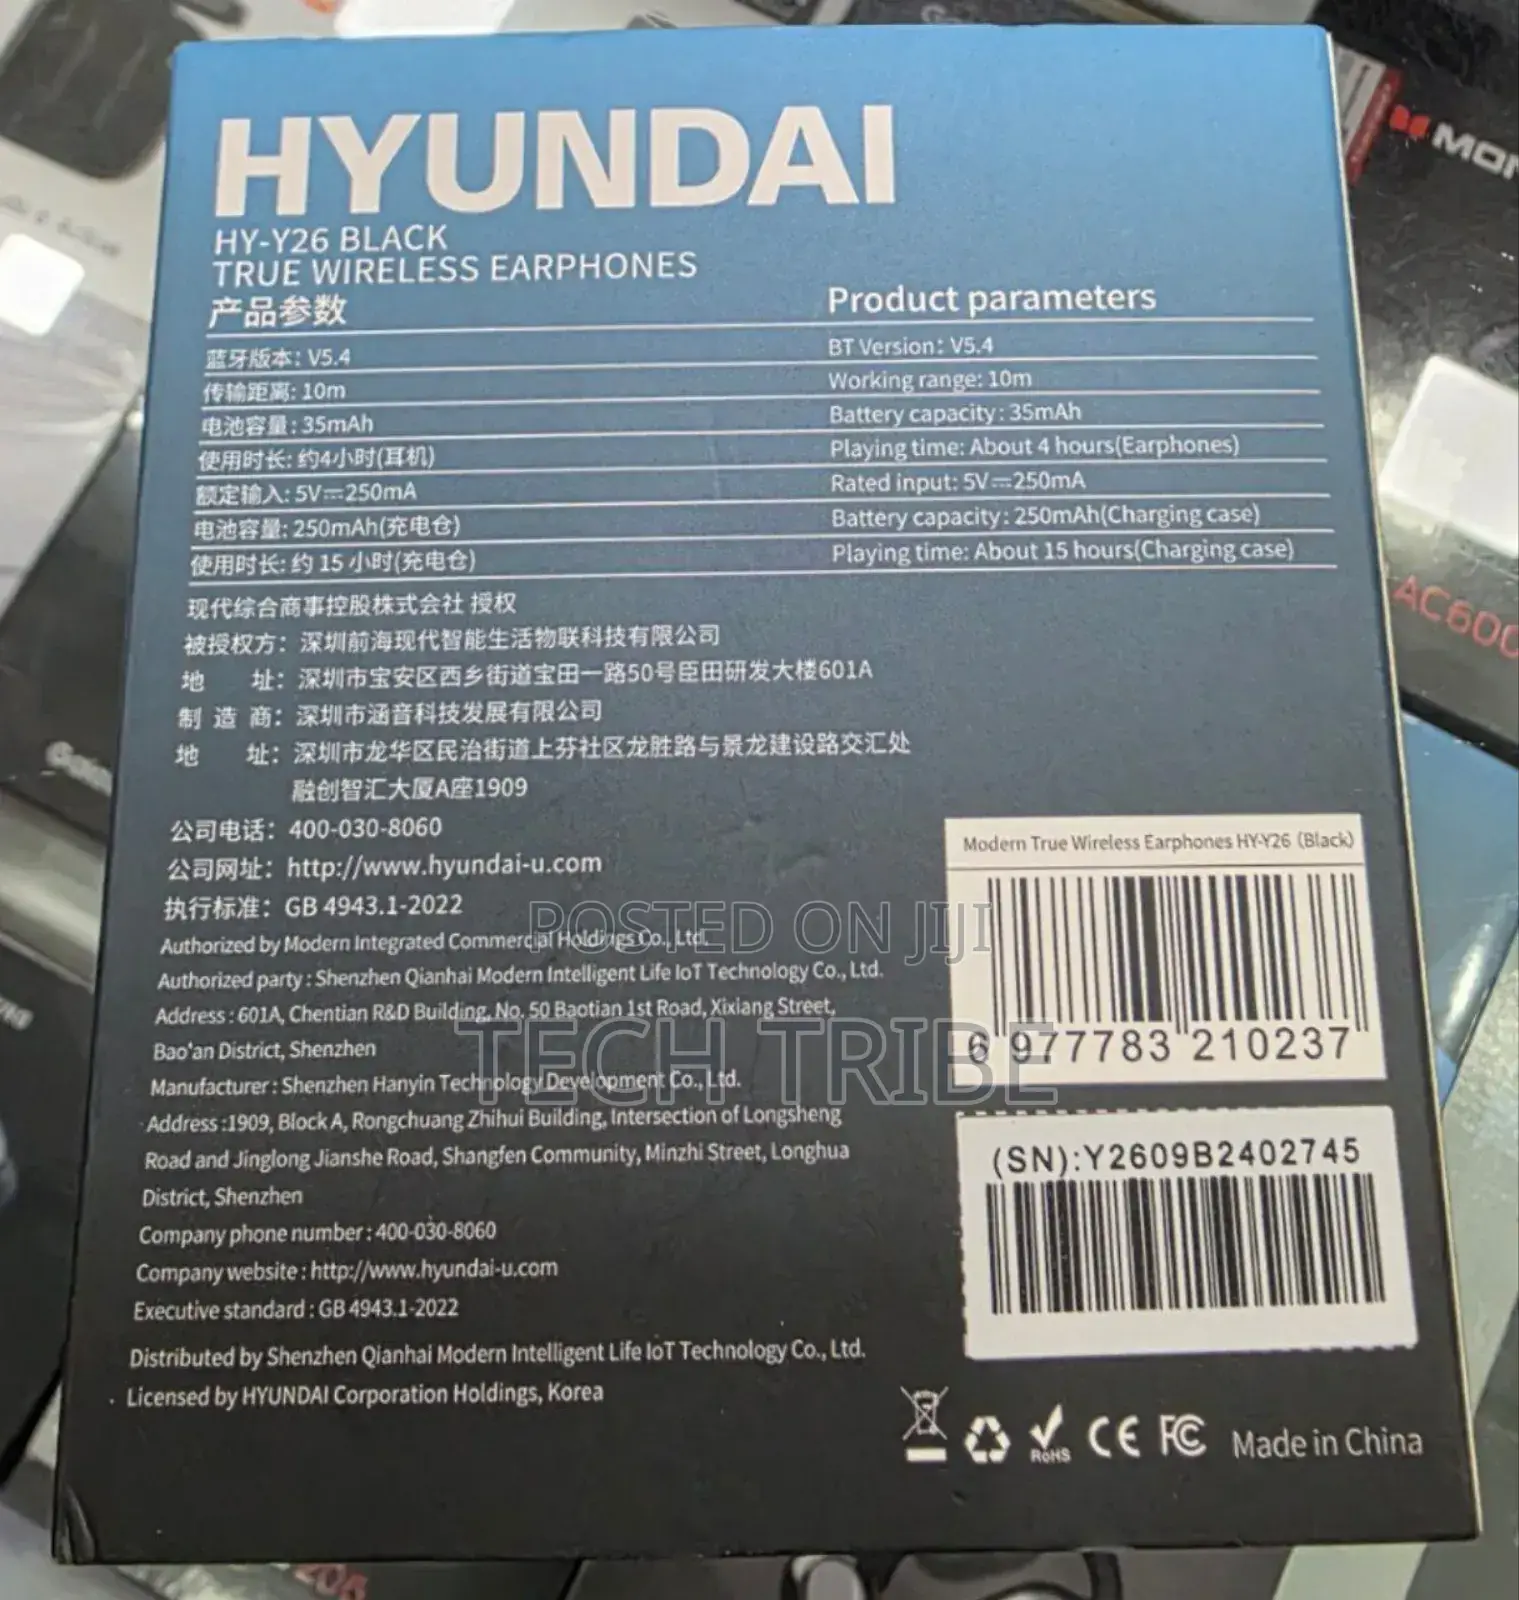 HYUNDAI
HY-Y26 BLACK
TRUE WIRELESS EARPHONES
产品参数
Product parameters
蓝牙版本: V5.4
BT Version: V5.4
传输距离: 10m
Working range: 10m
电池容量: 35mAh
Battery capacity: 35mAh
使用时长: 约4小时(耳机)
Playing time: About 4 hours(Earphones)
额定输入: 5V⎓250mA
Rated input: 5V⎓250mA
电池容量: 250mAh(充电仓)
Battery capacity: 250mAh(Charging case)
使用时长: 约 15 小时(充电仓)
Playing time: About 15 hours(Charging case)
现代综合商事控股株式会社 授权
被授权方： 深圳前海现代智能生活物联科技有限公司
地 址： 深圳市宝安区西乡街道宝田一路50号臣田研发大楼601A
制 造 商： 深圳市涵音科技发展有限公司
地 址： 深圳市龙华区民治街道上芬社区龙胜路与景龙建设路交汇处
融创智汇大厦A座1909
公司电话： 400-030-8060
公司网址： http://www.hyundai-u.com
执行标准： GB 4943.1-2022
Authorized by Modern Integrated Commercial Holdings Co., Ltd.
Authorized party : Shenzhen Qianhai Modern Intelligent Life IoT Technology Co., Ltd.
Address : 601A, Chentian R&D Building, No. 50 Baotian 1st Road, Xixiang Street,
Bao'an District, Shenzhen
Manufacturer : Shenzhen Hanyin Technology Development Co., Ltd.
Address :1909, Block A, Rongchuang Zhihui Building, Intersection of Longsheng
Road and Jinglong Jianshe Road, Shangfen Community, Minzhi Street, Longhua
District, Shenzhen
Company phone number : 400-030-8060
Company website : http://www.hyundai-u.com
Executive standard : GB 4943.1-2022
Distributed by Shenzhen Qianhai Modern Intelligent Life IoT Technology Co., Ltd.
Licensed by HYUNDAI Corporation Holdings, Korea
Modern True Wireless Earphones HY-Y26 (Black)
6 977783 210237
(SN):Y2609B2402745
RoHS
CE FC
Made in China
POSTED ON JIJI
TECH TRIBE
AC600